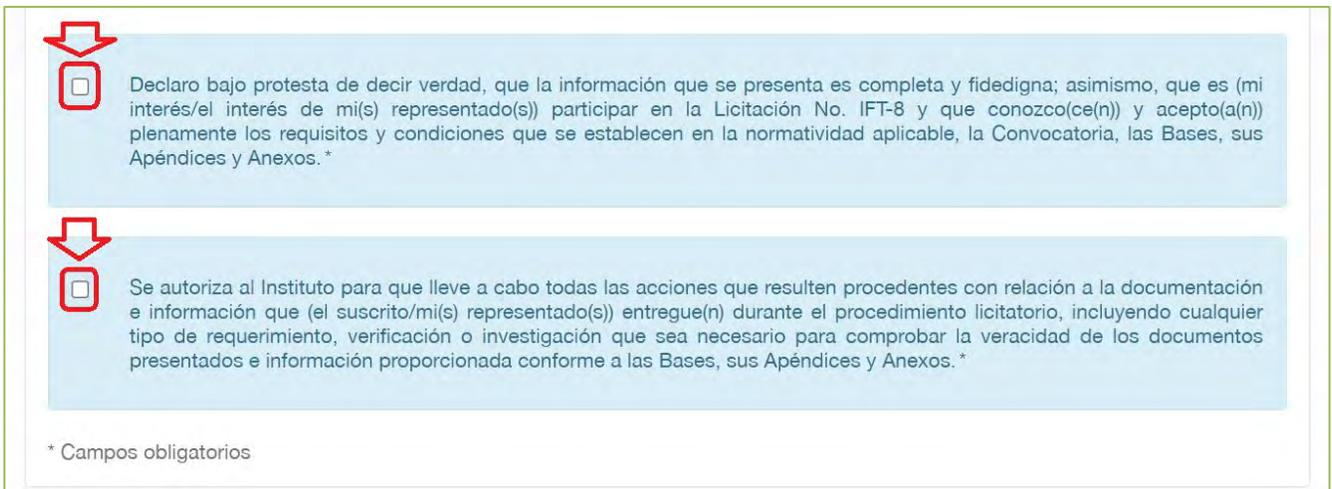 Declaro bajo protesta de decir verdad, que la información que se presenta es completa y fidedigna; asimismo, que es (mi
interés/el interés de mi(s) representado(s)) participar en la Licitación No. IFT-8 y que conozco(ce(n)) y acepto(a(n))
plenamente los requisitos y condiciones que se establecen en la normatividad aplicable, la Convocatoria, las Bases, sus
Apéndices y Anexos. *
Se autoriza al Instituto para que lleve a cabo todas las acciones que resulten procedentes con relación a la documentación
e información que (el suscrito/mi(s) representado(s)) entregue(n) durante el procedimiento licitatorio, incluyendo cualquier
tipo de requerimiento, verificación o investigación que sea necesario para comprobar la veracidad de los documentos
presentados e información proporcionada conforme a las Bases, sus Apéndices y Anexos. *
* Campos obligatorios